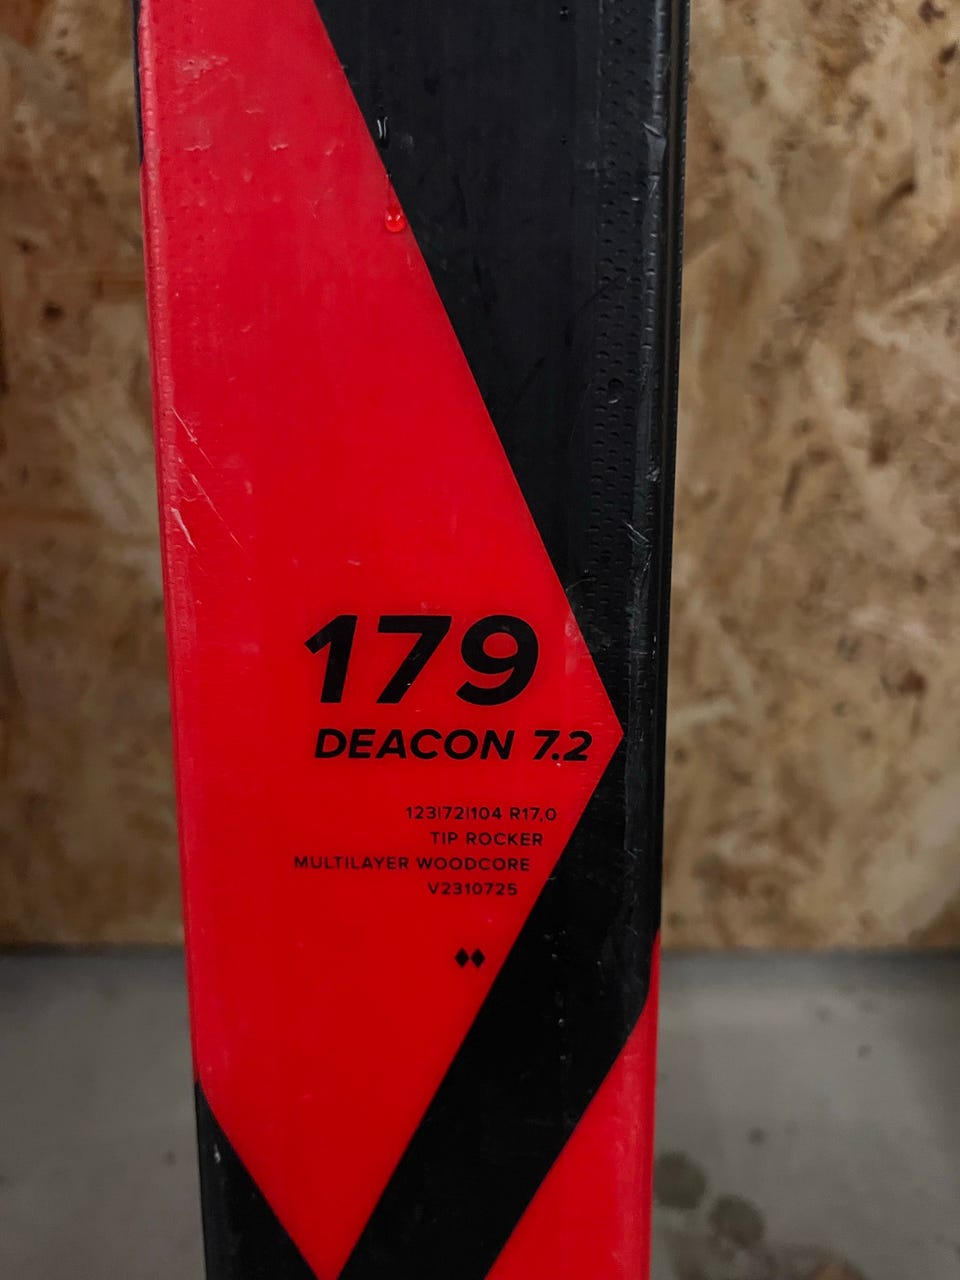 179
DEACON 7.2
123|72|104 R17,0
TIP ROCKER
MULTILAYER WOODCORE
V2310725